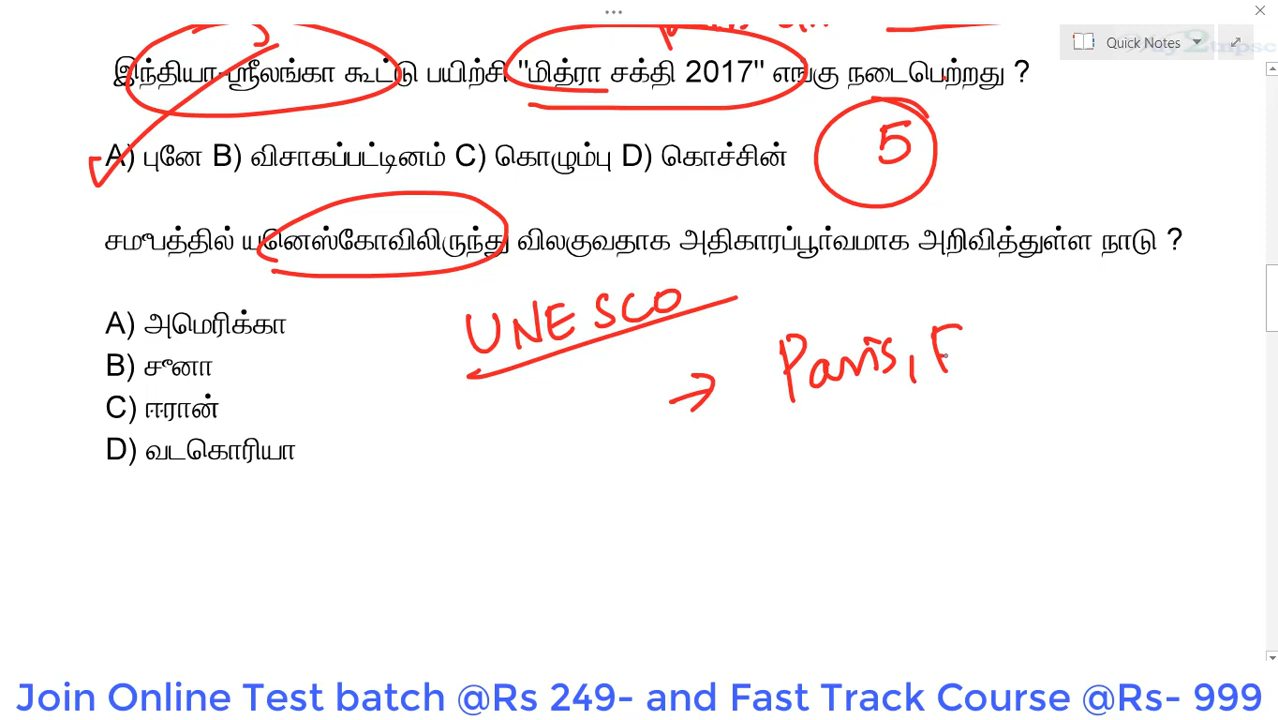 Quick Notes
இந்தியா-ஸ்ரீலங்கா கூட்டு பயிற்சி "மித்ரா சக்தி 2017" எங்கு நடைபெற்றது ?
A) புனே B) விசாகப்பட்டினம் C) கொழும்பு D) கொச்சின்
5
சமீபத்தில் யுனெஸ்கோவிலிருந்து விலகுவதாக அதிகாரப்பூர்வமாக அறிவித்துள்ள நாடு ?
UNESCO
A) அமெரிக்கா
B) சீனா
C) ஈரான்
D) வடகொரியா
→ Paris, F
Join Online Test batch @Rs 249- and Fast Track Course @Rs- 999